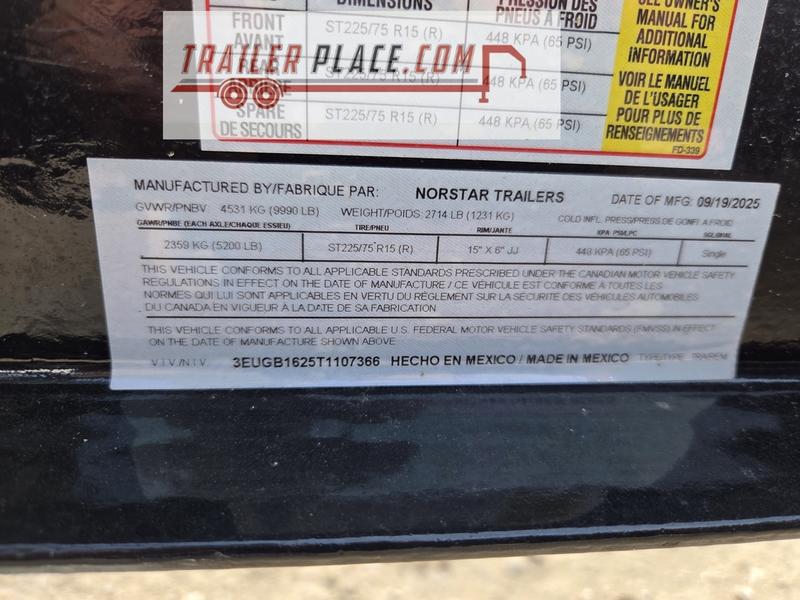 DIMENSIONS
PRESSION DES
PNEUS À FROID
SEE OWNER'S
MANUAL FOR
ADDITIONAL
INFORMATION
VOIR LE MANUEL
DE L'USAGER
POUR PLUS DE
RENSEIGNEMENTS
FRONT
AVANT
ST225/75 R15 (R)
448 KPA (65 PSI)
ST225/75 R15 (R)
448 KPA (65 PSI)
SPARE
DE SECOURS
ST225/75 R15 (R)
448 KPA (65 PSI)
FD-339
TRAILER PLACE.COM
MANUFACTURED BY/FABRIQUE PAR: NORSTAR TRAILERS DATE OF MFG: 09/19/2025
GVWR/PNBV 4531 KG (9990 LB) WEIGHT/POIDS: 2714 LB (1231 KG) COLD INFL. PRESS/PRESS DE GONFL A FROID
GAWR/PNBE (EACH AXLE/CHAQUE ESSIEU) TIRE/PNEU RIM/JANTE KPA PSI/LPC SGL/DUAL
2359 KG (5200 LB) ST225/75 R15 (R) 15" X 6" JJ 448 KPA (65 PSI) Single
THIS VEHICLE CONFORMS TO ALL APPLICABLE STANDARDS PRESCRIBED UNDER THE CANADIAN MOTOR VEHICLE SAFETY
REGULATIONS IN EFFECT ON THE DATE OF MANUFACTURE / CE VÉHICULE EST CONFORME À TOUTES LES
NORMES QUI LUI SONT APPLICABLES EN VERTU DU RÈGLEMENT SUR LA SÉCURITÉ DES VÉHICULES AUTOMOBILES
DU CANADA EN VIGUEUR À LA DATE DE SA FABRICATION
THIS VEHICLE CONFORMS TO ALL APPLICABLE U.S. FEDERAL MOTOR VEHICLE SAFETY STANDARDS (FMVSS) IN EFFECT
ON THE DATE OF MANUFACTURE SHOWN ABOVE
V.I.V./N.I.V. 3EUGB1625T1107366 HECHO EN MEXICO / MADE IN MEXICO TYPE/TYPE: TRA/REM